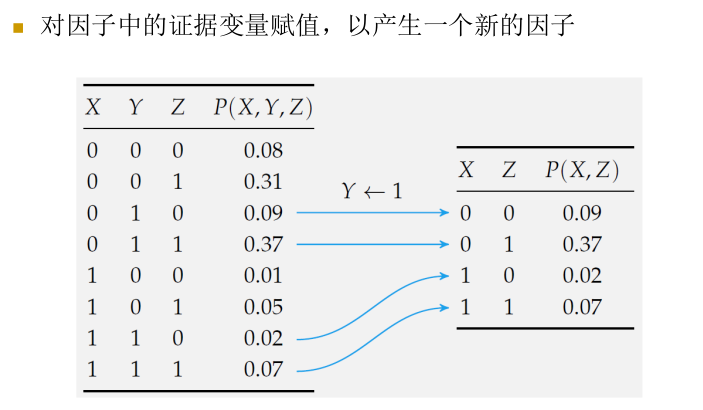 对因子中的证据变量赋值，以产生一个新的因子
X Y Z P(X, Y, Z)
0 0 0 0.08
0 0 1 0.31
0 1 0 0.09
0 1 1 0.37
1 0 0 0.01
1 0 1 0.05
1 1 0 0.02
1 1 1 0.07
Y ← 1
X Z P(X, Z)
0 0 0.09
0 1 0.37
1 0 0.02
1 1 0.07